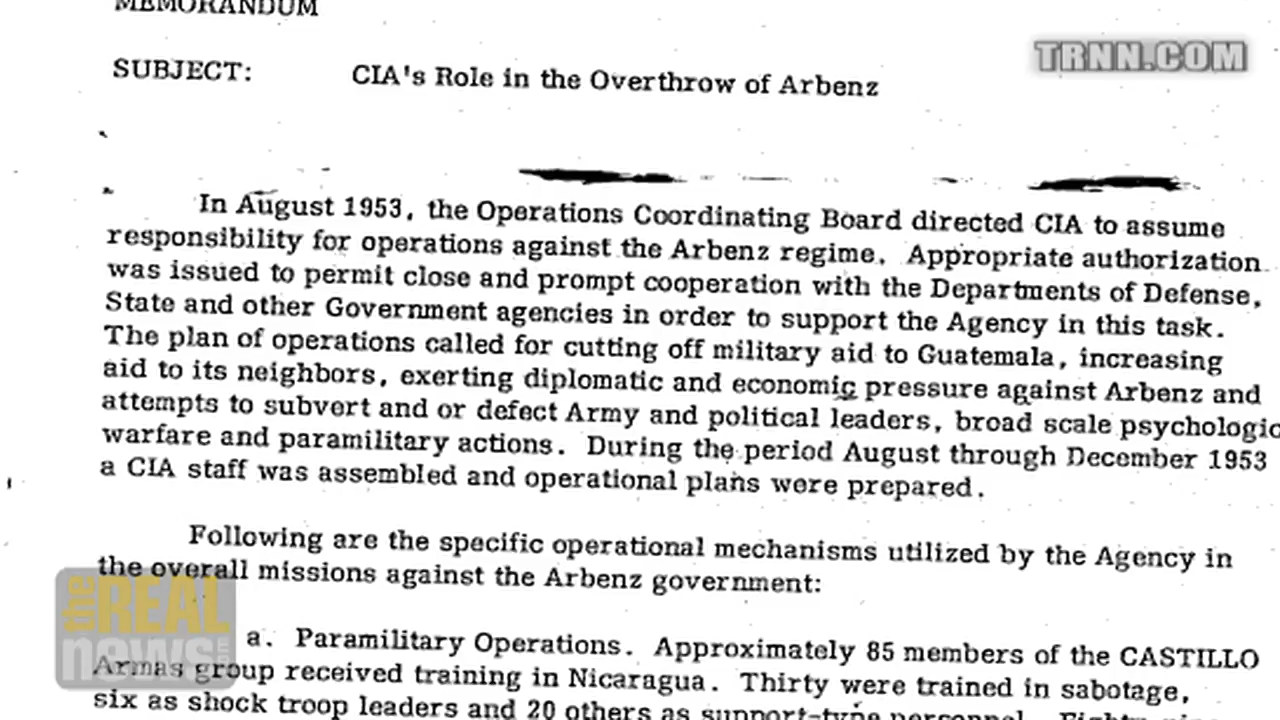 MEMORANDUM
TRNN.COM
SUBJECT: CIA's Role in the Overthrow of Arbenz
In August 1953, the Operations Coordinating Board directed CIA to assume
responsibility for operations against the Arbenz regime. Appropriate authorization
was issued to permit close and prompt cooperation with the Departments of Defense,
State and other Government agencies in order to support the Agency in this task.
The plan of operations called for cutting off military aid to Guatemala, increasing
aid to its neighbors, exerting diplomatic and economic pressure against Arbenz and
attempts to subvert and or defect Army and political leaders, broad scale psychologic
warfare and paramilitary actions. During the period August through December 1953
a CIA staff was assembled and operational plans were prepared.
Following are the specific operational mechanisms utilized by the Agency in
the overall missions against the Arbenz government:
a. Paramilitary Operations. Approximately 85 members of the CASTILLO
Armas group received training in Nicaragua. Thirty were trained in sabotage,
six as shock troop leaders and 20 others as support-type personnel.
the REAL
news.com